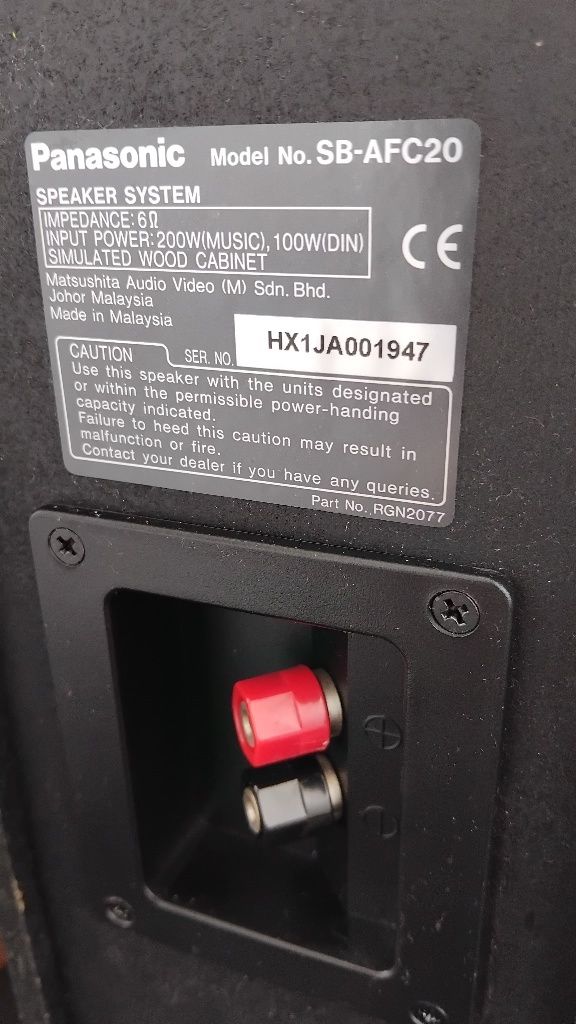 Panasonic Model No. SB-AFC20
SPEAKER SYSTEM
IMPEDANCE: 6Ω
INPUT POWER: 200W(MUSIC), 100W(DIN)
SIMULATED WOOD CABINET
CE
Matsushita Audio Video (M) Sdn. Bhd.
Johor Malaysia
Made in Malaysia
SER. NO. HX1JA001947
CAUTION
Use this speaker with the units designated
or within the permissible power-handing
capacity indicated.
Failure to heed this caution may result in
malfunction or fire.
Contact your dealer if you have any queries.
Part No. RGN2077